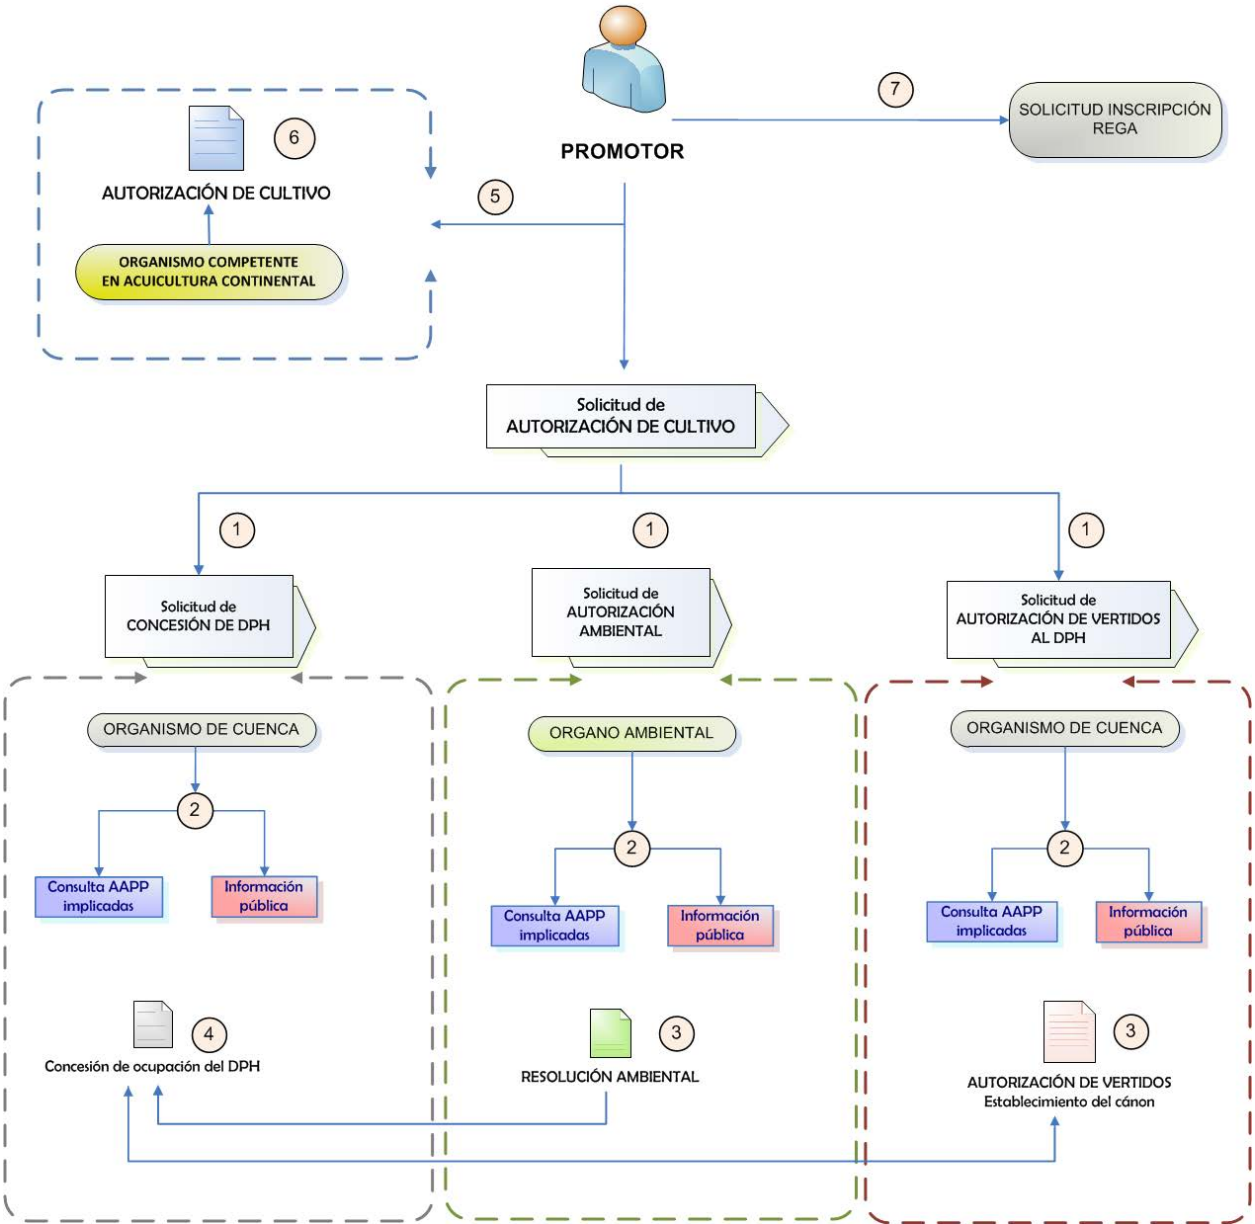 PROMOTOR
7
SOLICITUD INSCRIPCIÓN
REGA
6
AUTORIZACIÓN DE CULTIVO
ORGANISMO COMPETENTE
EN ACUICULTURA CONTINENTAL
5
Solicitud de
AUTORIZACIÓN DE CULTIVO
1
1
1
Solicitud de
CONCESIÓN DE DPH
Solicitud de
AUTORIZACIÓN
AMBIENTAL
Solicitud de
AUTORIZACIÓN DE VERTIDOS
AL DPH
ORGANISMO DE CUENCA
2
Consulta AAPP
implicadas
Información
pública
4
Concesión de ocupación del DPH
ORGANO AMBIENTAL
2
Consulta AAPP
implicadas
Información
pública
3
RESOLUCIÓN AMBIENTAL
ORGANISMO DE CUENCA
2
Consulta AAPP
implicadas
Información
pública
3
AUTORIZACIÓN DE VERTIDOS
Establecimiento del cánon